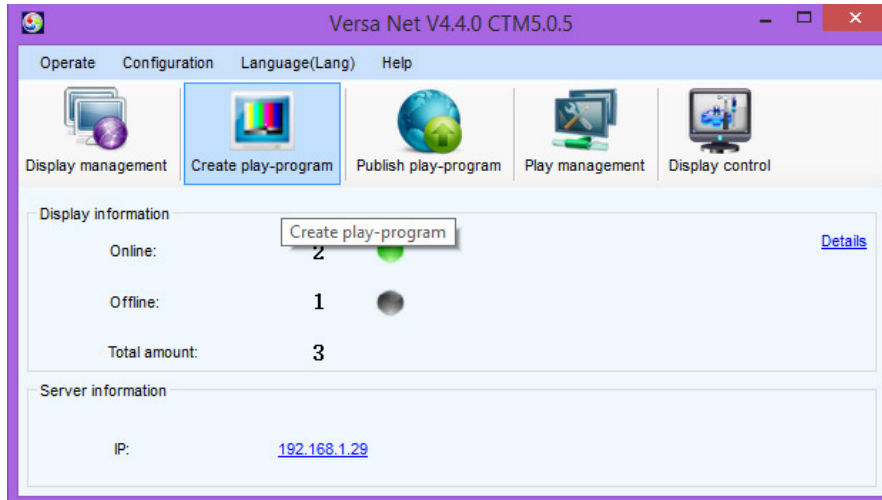 Versa Net V4.4.0 CTM5.0.5
Operate Configuration Language(Lang) Help
Display management Create play-program Publish play-program Play management Display control
Display information
Create play-program
Details
Online: 2
Offline: 1
Total amount: 3
Server information
IP: 192.168.1.29